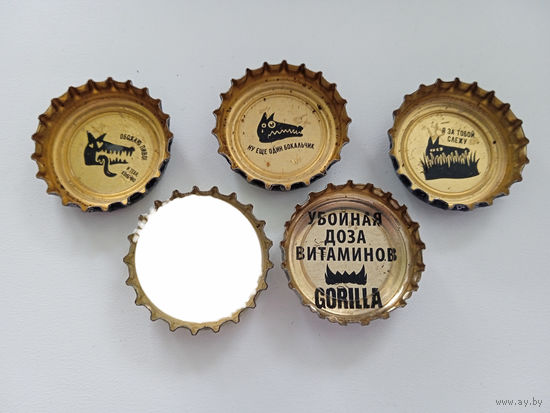 ОБОЖАЮ ПИВО!
НУ ЕЩЕ ОДИН БОКАЛЬЧИК
Я ЗА ТОБОЙ
СЛЕЖУ
УБОЙНАЯ
ДОЗА
ВИТАМИНОВ
GORILLA
www.ay.by